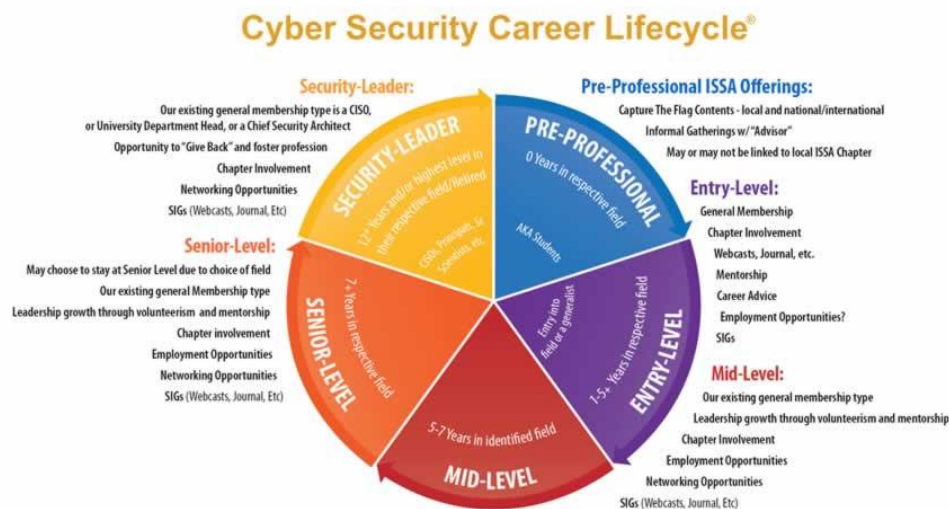 Cyber Security Career Lifecycle®
Security-Leader:
Our existing general membership type is a CISO,
or University Department Head, or a Chief Security Architect
Opportunity to "Give Back" and foster profession
Chapter Involvement
Networking Opportunities
SIGs (Webcasts, Journal, Etc)
Senior-Level:
May choose to stay at Senior Level due to choice of field
Our existing general Membership type
Leadership growth through volunteerism and mentorship
Chapter involvement
Employment Opportunities
Networking Opportunities
SIGs (Webcasts, Journal, Etc)
SECURITY-LEADER
12+ Years and/or highest level in
their respective field/Retired
Scientists, etc.
PRE-PROFESSIONAL
0 Years in respective field
AKA Students
SENIOR-LEVEL
7+ Years in respective field
MID-LEVEL
5-7 Years in identified field
ENTRY-LEVEL
1-5+ Years in respective field
Entry into
field or a generalist
Pre-Professional ISSA Offerings:
Capture The Flag Contents - local and national/international
Informal Gatherings w/"Advisor"
May or may not be linked to local ISSA Chapter
Entry-Level:
General Membership
Chapter Involvement
Webcasts, Journal, etc.
Mentorship
Career Advice
Employment Opportunities?
SIGs
Mid-Level:
Our existing general membership type
Leadership growth through volunteerism and mentorship
Chapter Involvement
Employment Opportunities
Networking Opportunities
SIGs (Webcasts, Journal, Etc)